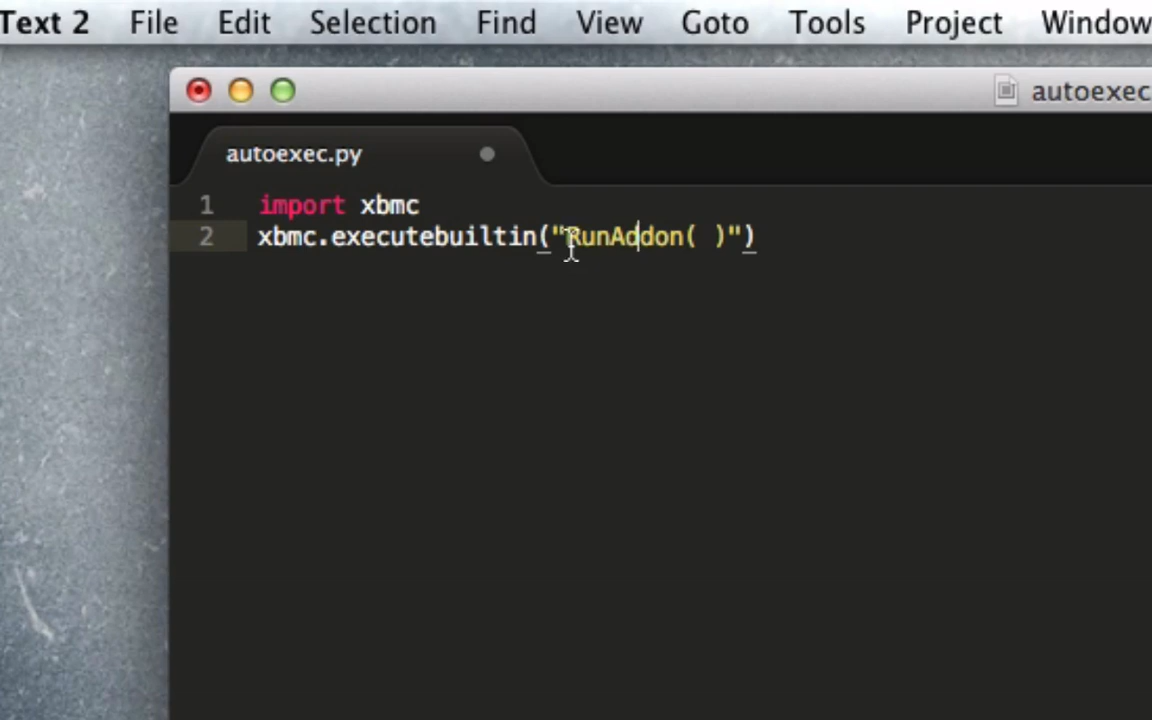 Text 2 File Edit Selection Find View Goto Tools Project Window
autoexec
autoexec.py
1 import xbmc
2 xbmc.executebuiltin("RunAddon( )")